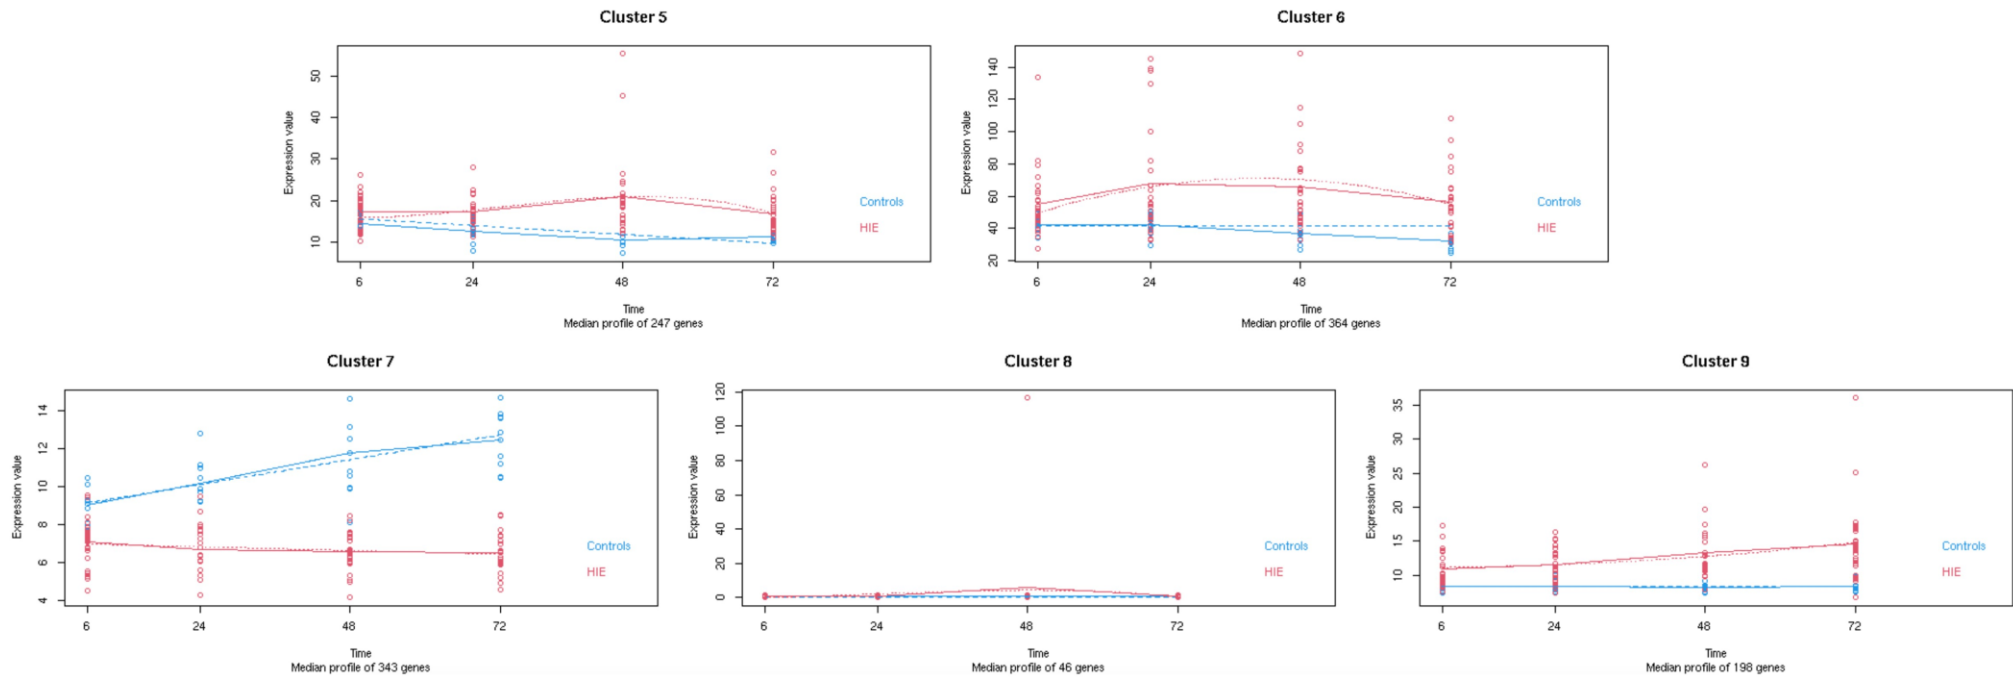 Cluster 5
Expression value
50
40
30
20
10
6 24 48 72
Time
Median profile of 247 genes
Controls
HIE
Cluster 6
Expression value
140
120
100
80
60
40
20
6 24 48 72
Time
Median profile of 364 genes
Controls
HIE
Cluster 7
Expression value
14
12
10
8
6
4
6 24 48 72
Time
Median profile of 343 genes
Controls
HIE
Cluster 8
Expression value
120
100
80
60
40
20
0
6 24 48 72
Time
Median profile of 46 genes
Controls
HIE
Cluster 9
Expression value
35
30
25
20
15
10
6 24 48 72
Time
Median profile of 198 genes
Controls
HIE